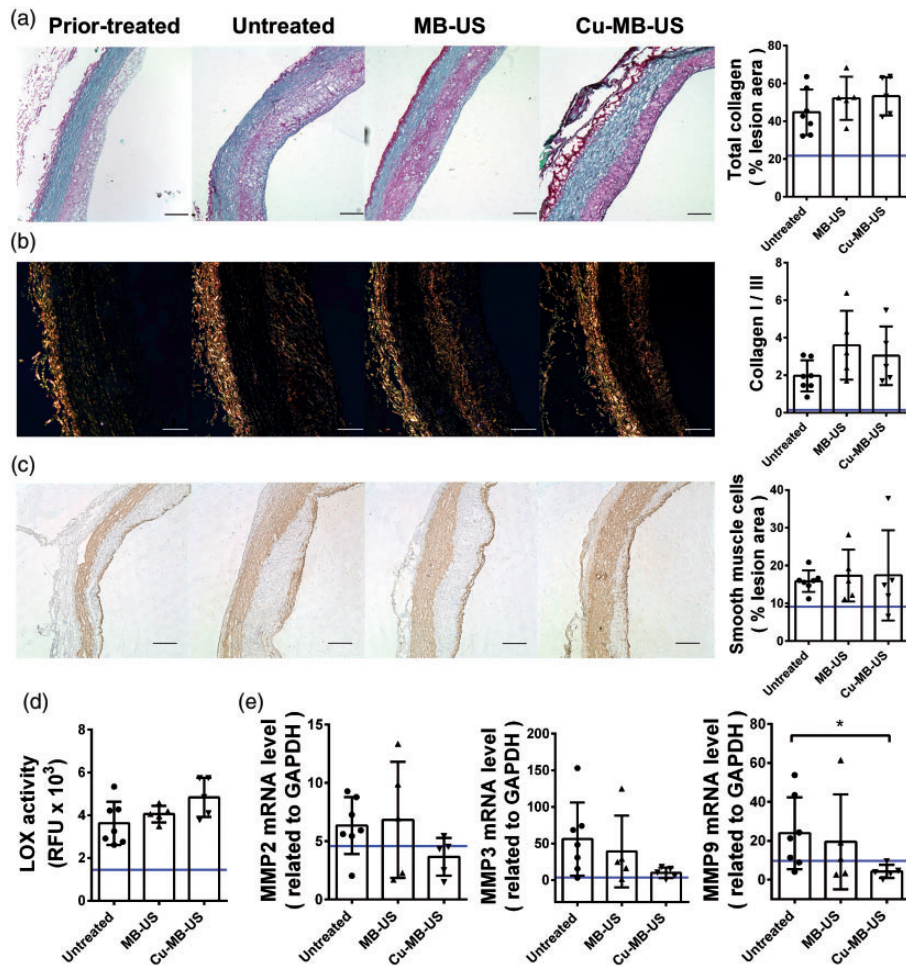 (a)
Prior-treated Untreated MB-US Cu-MB-US
Total collagen
( % lesion aera)
80
60
40
20
0
Untreated
MB-US
Cu-MB-US
(b)
Collagen I / III
8
6
4
2
0
Untreated
MB-US
Cu-MB-US
(c)
Smooth muscle cells
( % lesion area)
40
30
20
10
0
Untreated
MB-US
Cu-MB-US
(d)
LOX activity
(RFU x 10³)
8
6
4
2
0
Untreated
MB-US
Cu-MB-US
(e)
MMP2 mRNA level
( related to GAPDH )
15
10
5
0
Untreated
MB-US
Cu-MB-US
MMP3 mRNA level
( related to GAPDH )
200
150
100
50
0
Untreated
MB-US
Cu-MB-US
MMP9 mRNA level
( related to GAPDH )
80
60
40
20
0
*
Untreated
MB-US
Cu-MB-US